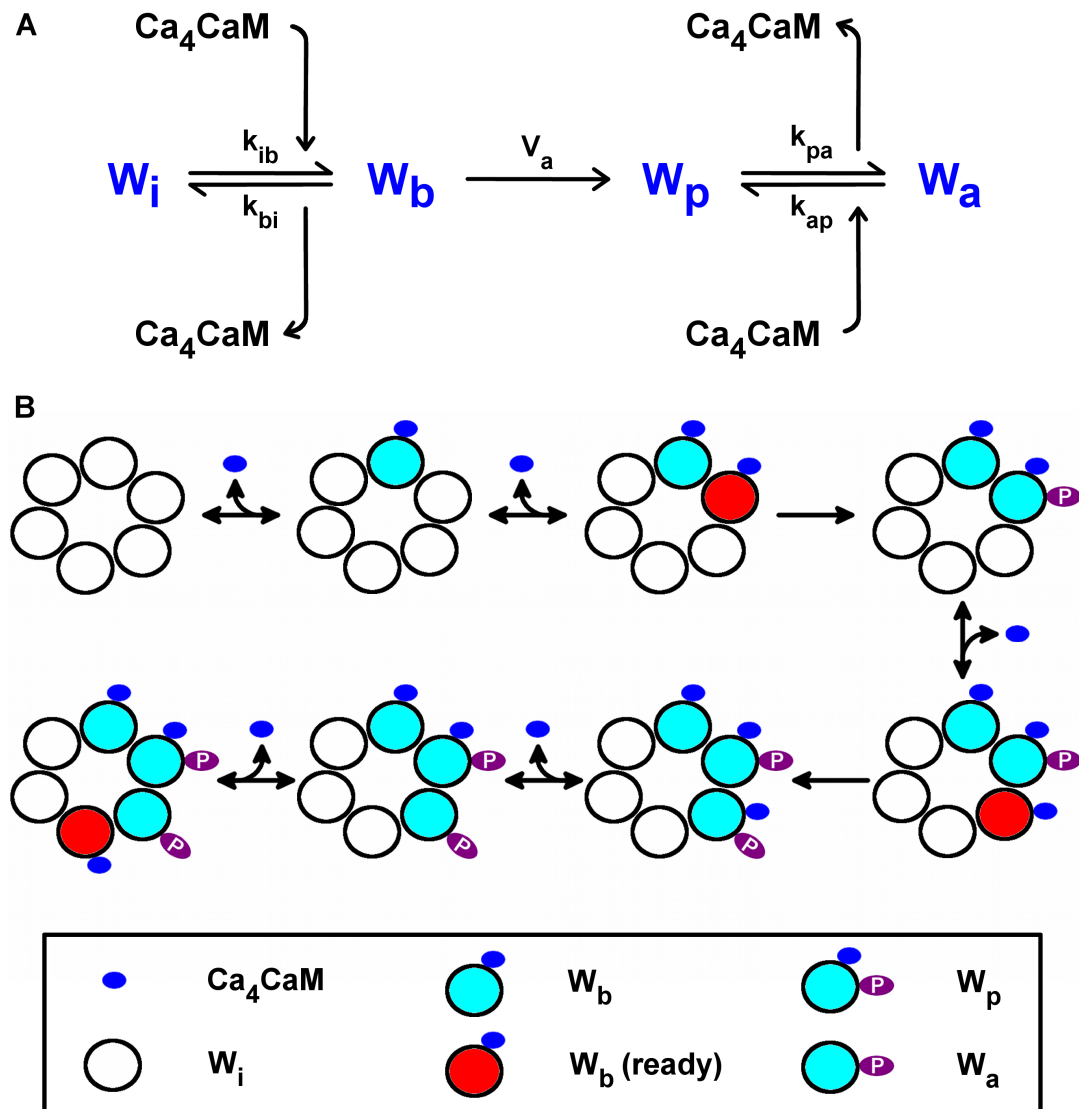 A
Ca4CaM Ca4CaM
kib Va kpa
Wi Wb Wp Wa
kbi kap
Ca4CaM Ca4CaM
B
P
P P P P
P P
P
Ca4CaM Wb P Wp
Wi Wb (ready) P Wa